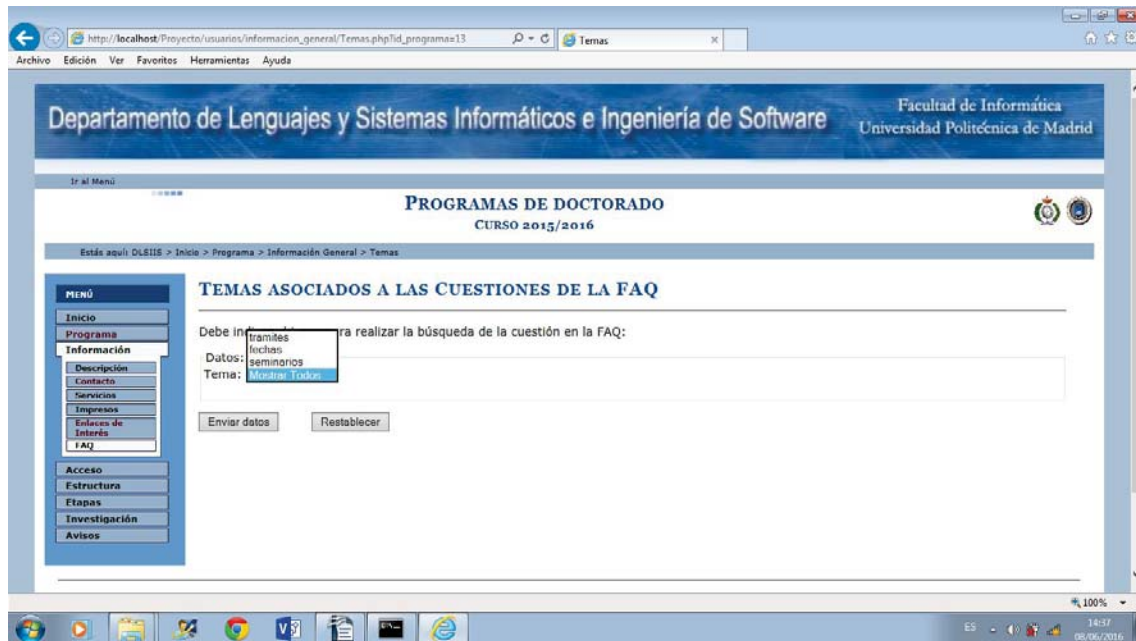 http://localhost/Proyecto/usuarios/informacion_general/Temas.php?id_programa=13
Temas
Archivo Edición Ver Favoritos Herramientas Ayuda
Departamento de Lenguajes y Sistemas Informáticos e Ingeniería de Software
Facultad de Informática
Universidad Politécnica de Madrid
Ir al Menú
PROGRAMAS DE DOCTORADO
CURSO 2015/2016
Estás aquí: DLSIIS > Inicio > Programa > Información General > Temas
MENÚ
Inicio
Programa
Información
Descripción
Contacto
Servicios
Impresos
Enlaces de
Interés
FAQ
Acceso
Estructura
Etapas
Investigación
Avisos
TEMAS ASOCIADOS A LAS CUESTIONES DE LA FAQ
Debe in ra realizar la búsqueda de la cuestión en la FAQ:
tramites
fechas
Datos: seminarios
Tema: Mostrar Todos
Enviar datos Restablecer
100%
ES
14:37
08/06/2016